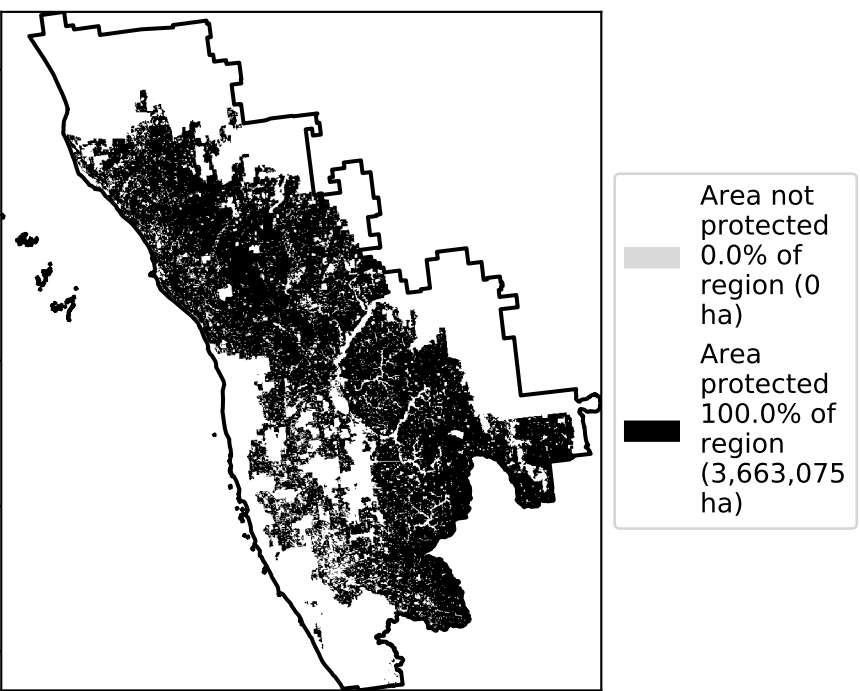 Area not
protected
0.0% of
region (0
ha)
Area
protected
100.0% of
region
(3,663,075
ha)